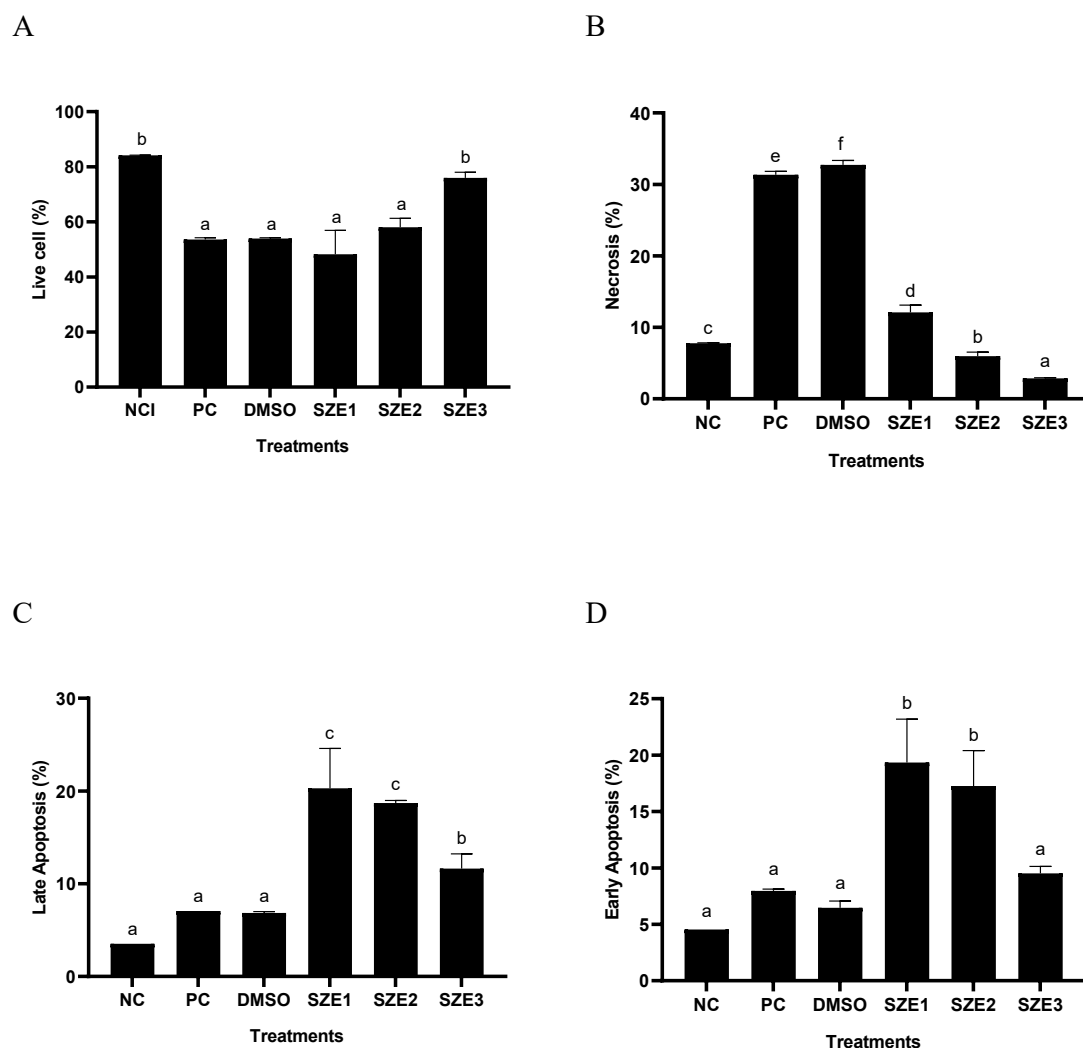 A
B
Live cell (%)
100
80
60
40
20
0
b
a
a
a
a
b
NCI PC DMSO SZE1 SZE2 SZE3
Treatments
Necrosis (%)
40
30
20
10
0
c
e
f
d
b
a
NC PC DMSO SZE1 SZE2 SZE3
Treatments
C
D
Late Apoptosis (%)
30
20
10
0
a
a
a
c
c
b
NC PC DMSO SZE1 SZE2 SZE3
Treatments
Early Apoptosis (%)
25
20
15
10
5
0
a
a
a
b
b
a
NC PC DMSO SZE1 SZE2 SZE3
Treatments